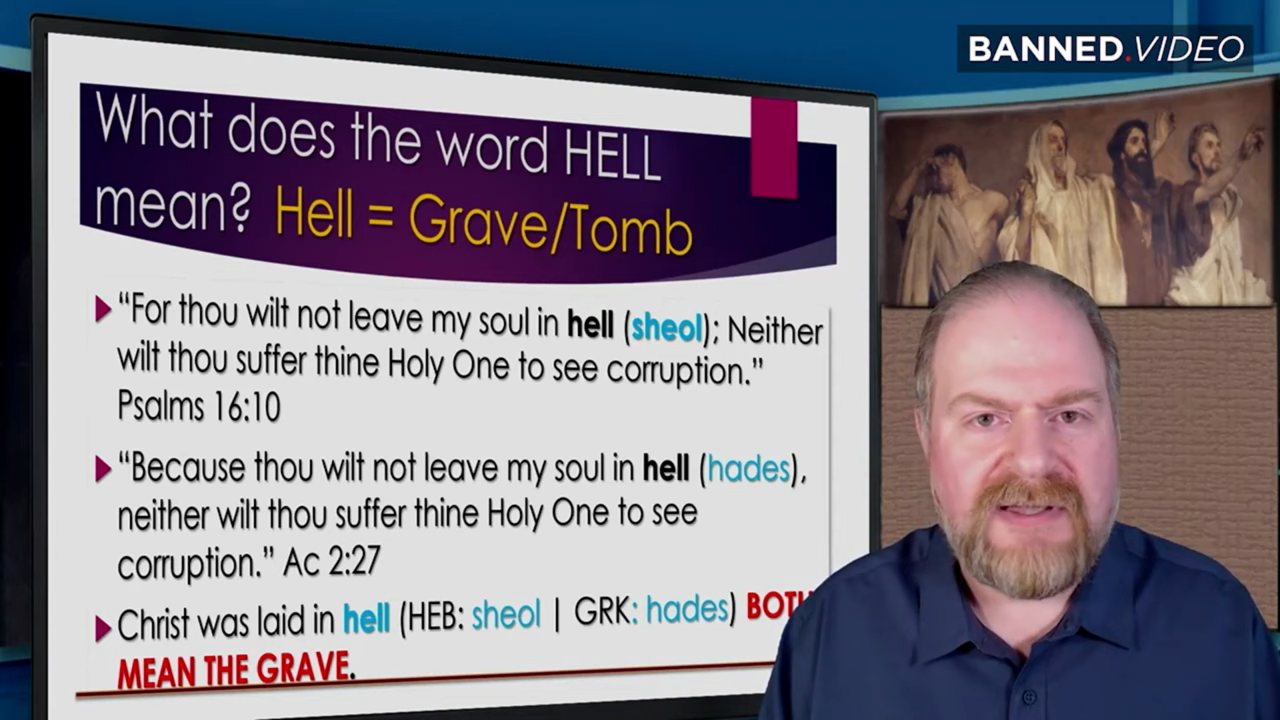 BANNED.VIDEO
What does the word HELL
mean? Hell = Grave/Tomb
“For thou wilt not leave my soul in hell (sheol); Neither
wilt thou suffer thine Holy One to see corruption.”
Psalms 16:10
“Because thou wilt not leave my soul in hell (hades),
neither wilt thou suffer thine Holy One to see
corruption.” Ac 2:27
Christ was laid in hell (HEB: sheol | GRK: hades) BOTH
MEAN THE GRAVE.